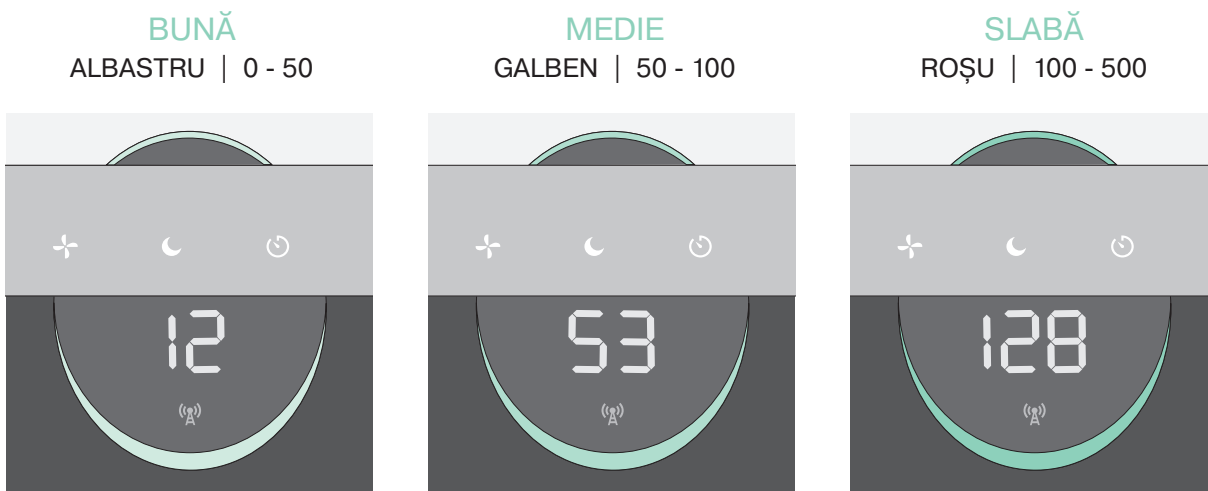 BUNĂ
ALBASTRU | 0 - 50
MEDIE
GALBEN | 50 - 100
SLABĂ
ROȘU | 100 - 500
12
53
128